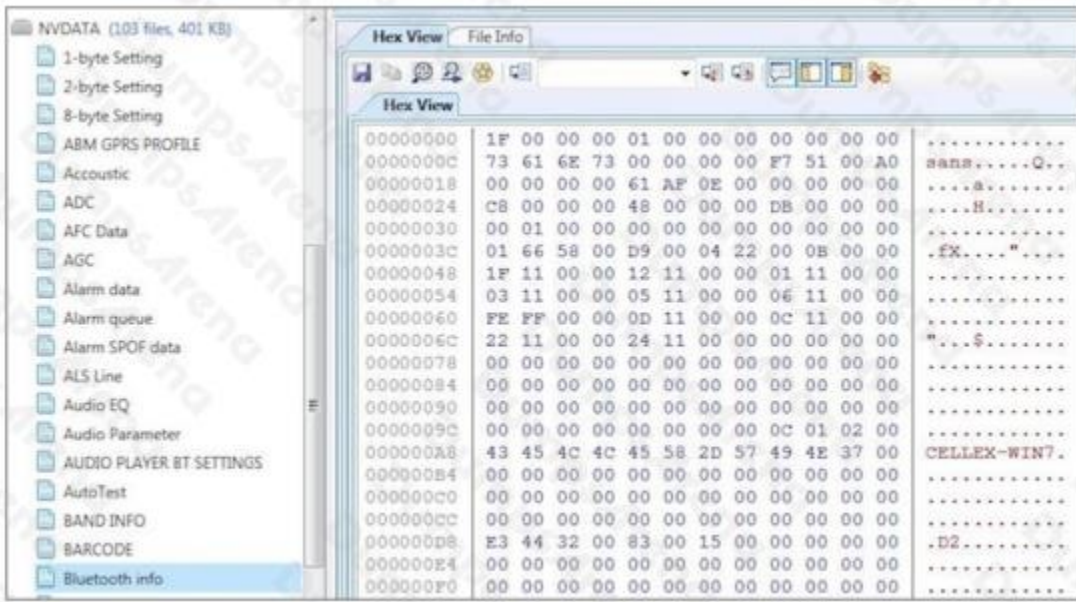 NVDATA (103 files, 401 KB)
1-byte Setting
2-byte Setting
8-byte Setting
ABM GPRS PROFILE
Accoustic
ADC
AFC Data
AGC
Alarm data
Alarm queue
Alarm SPOF data
ALS Line
Audio EQ
Audio Parameter
AUDIO PLAYER BT SETTINGS
AutoTest
BAND INFO
BARCODE
Bluetooth info
Hex View File Info
Hex View
00000000 1F 00 00 00 01 00 00 00 00 00 00 00 ............
0000000C 73 61 6E 73 00 00 00 00 F7 51 00 A0 sans.....Q..
00000018 00 00 00 00 61 AF 0E 00 00 00 00 00 ....a.......
00000024 C8 00 00 00 48 00 00 00 DB 00 00 00 ....H.......
00000030 00 01 00 00 00 00 00 00 00 00 00 00 ............
0000003C 01 66 58 00 D9 00 04 22 00 0B 00 00 .fX...."....
00000048 1F 11 00 00 12 11 00 00 01 11 00 00 ............
00000054 03 11 00 00 05 11 00 00 06 11 00 00 ............
00000060 FE FF 00 00 0D 11 00 00 0C 11 00 00 ............
0000006C 22 11 00 00 24 11 00 00 00 00 00 00 "...$.......
00000078 00 00 00 00 00 00 00 00 00 00 00 00 ............
00000084 00 00 00 00 00 00 00 00 00 00 00 00 ............
00000090 00 00 00 00 00 00 00 00 00 00 00 00 ............
0000009C 00 00 00 00 00 00 00 00 0C 01 02 00 ............
000000A8 43 45 4C 4C 45 58 2D 57 49 4E 37 00 CELLEX-WIN7.
000000B4 00 00 00 00 00 00 00 00 00 00 00 00 ............
000000C0 00 00 00 00 00 00 00 00 00 00 00 00 ............
000000CC 00 00 00 00 00 00 00 00 00 00 00 00 ............
000000D8 E3 44 32 00 83 00 15 00 00 00 00 00 .D2.........
000000E4 00 00 00 00 00 00 00 00 00 00 00 00 ............
000000F0 00 00 00 00 00 00 00 00 00 00 00 00 ............
DumpsArena